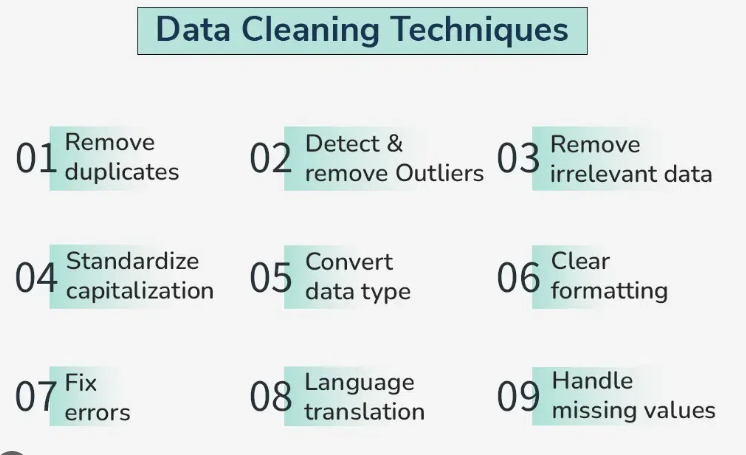 Data Cleaning Techniques
01 Remove
duplicates
02 Detect &
remove Outliers
03 Remove
irrelevant data
04 Standardize
capitalization
05 Convert
data type
06 Clear
formatting
07 Fix
errors
08 Language
translation
09 Handle
missing values